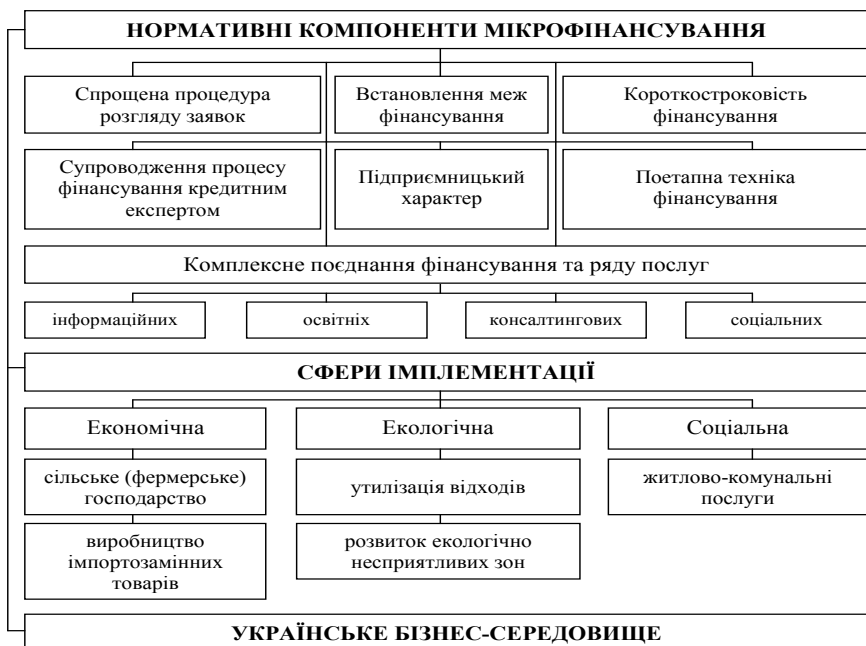 НОРМАТИВНІ КОМПОНЕНТИ МІКРОФІНАНСУВАННЯ
Спрощена процедура
розгляду заявок
Встановлення меж
фінансування
Короткостроковість
фінансування
Супроводження процесу
фінансування кредитним
експертом
Підприємницький
характер
Поетапна техніка
фінансування
Комплексне поєднання фінансування та ряду послуг
інформаційних
освітніх
консалтингових
соціальних
СФЕРИ ІМПЛЕМЕНТАЦІЇ
Економічна
Екологічна
Соціальна
сільське (фермерське)
господарство
утилізація відходів
житлово-комунальні
послуги
виробництво
імпортозамінних
товарів
розвиток екологічно
несприятливих зон
УКРАЇНСЬКЕ БІЗНЕС-СЕРЕДОВИЩЕ